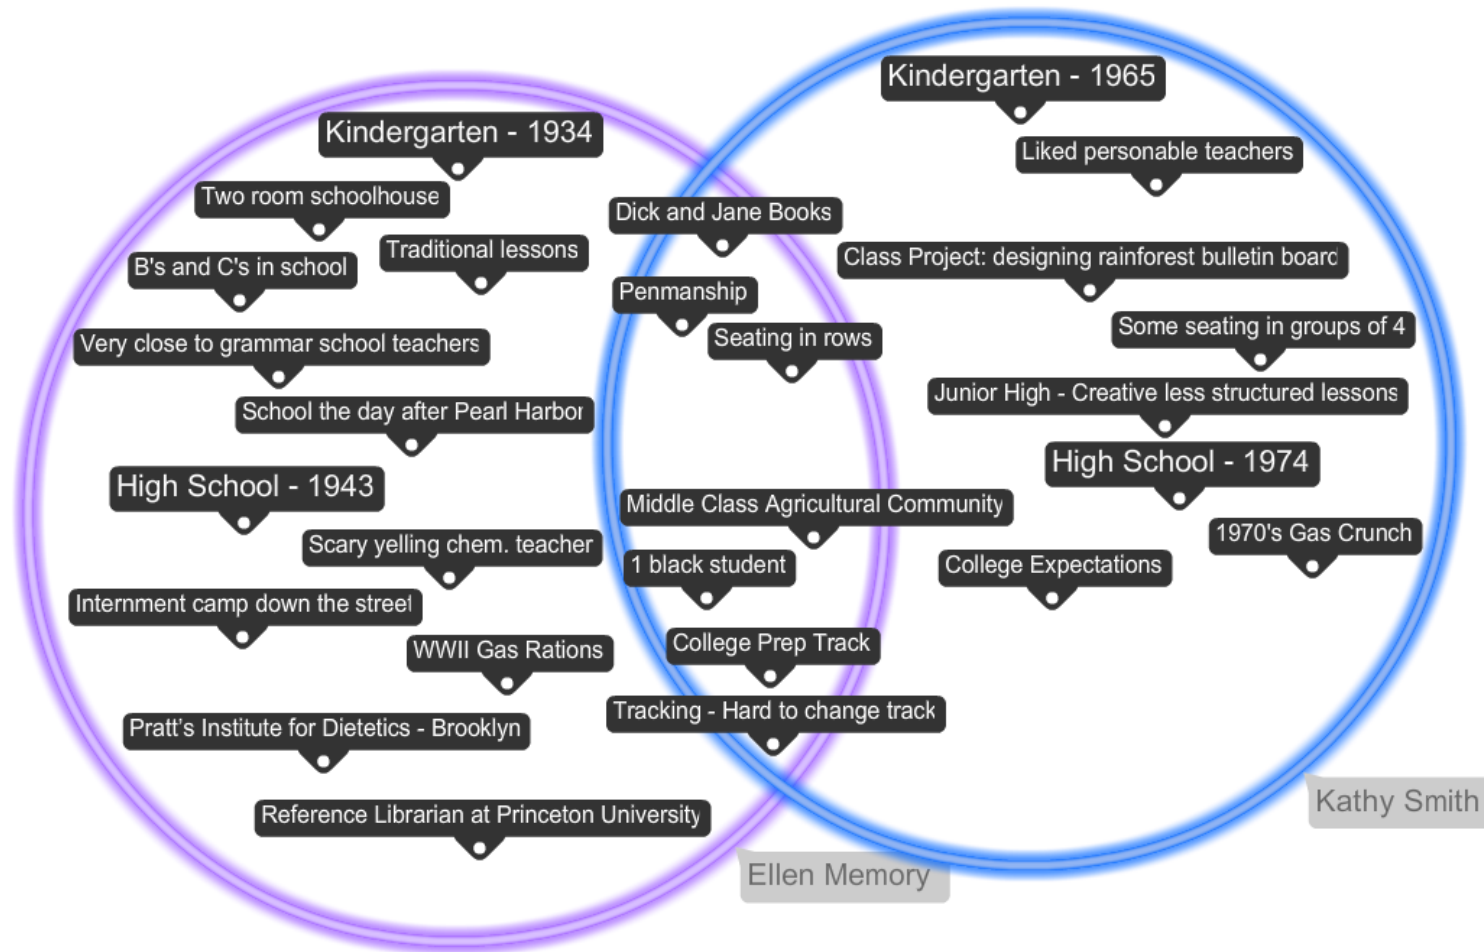 Kindergarten - 1965
Kindergarten - 1934
Liked personable teachers
Two room schoolhouse
Dick and Jane Books
Traditional lessons
Class Project: designing rainforest bulletin board
B's and C's in school
Penmanship
Some seating in groups of 4
Seating in rows
Very close to grammar school teachers
Junior High - Creative less structured lessons
School the day after Pearl Harbor
High School - 1974
High School - 1943
Middle Class Agricultural Community
1970's Gas Crunch
Scary yelling chem. teacher
1 black student
College Expectations
Internment camp down the street
College Prep Track
WWII Gas Rations
Tracking - Hard to change track
Pratt’s Institute for Dietetics - Brooklyn
Kathy Smith
Reference Librarian at Princeton University
Ellen Memory